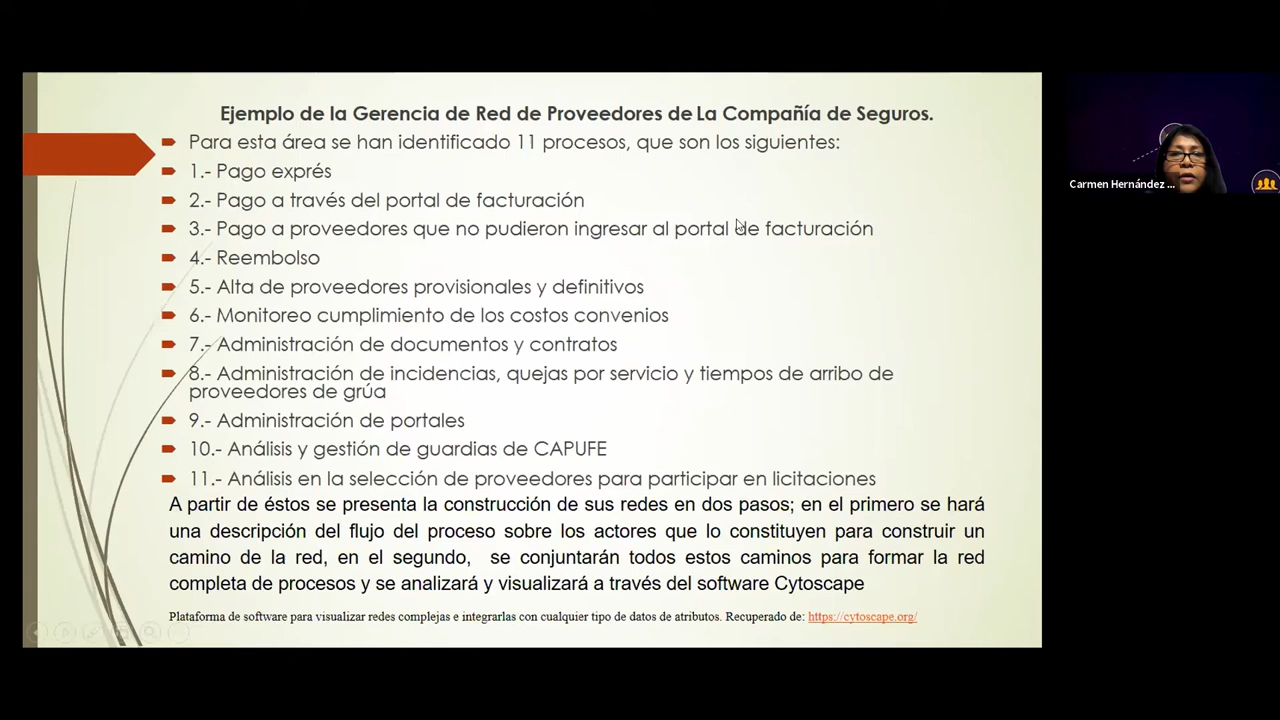 Ejemplo de la Gerencia de Red de Proveedores de La Compañía de Seguros.
Para esta área se han identificado 11 procesos, que son los siguientes:
1.- Pago exprés
2.- Pago a través del portal de facturación
3.- Pago a proveedores que no pudieron ingresar al portal de facturación
4.- Reembolso
5.- Alta de proveedores provisionales y definitivos
6.- Monitoreo cumplimiento de los costos convenios
7.- Administración de documentos y contratos
8.- Administración de incidencias, quejas por servicio y tiempos de arribo de
proveedores de grúa
9.- Administración de portales
10.- Análisis y gestión de guardias de CAPUFE
11.- Análisis en la selección de proveedores para participar en licitaciones
A partir de éstos se presenta la construcción de sus redes en dos pasos; en el primero se hará
una descripción del flujo del proceso sobre los actores que lo constituyen para construir un
camino de la red, en el segundo, se conjuntarán todos estos caminos para formar la red
completa de procesos y se analizará y visualizará a través del software Cytoscape
Plataforma de software para visualizar redes complejas e integrarlas con cualquier tipo de datos de atributos. Recuperado de: https://cytoscape.org/
Carmen Hernández ...